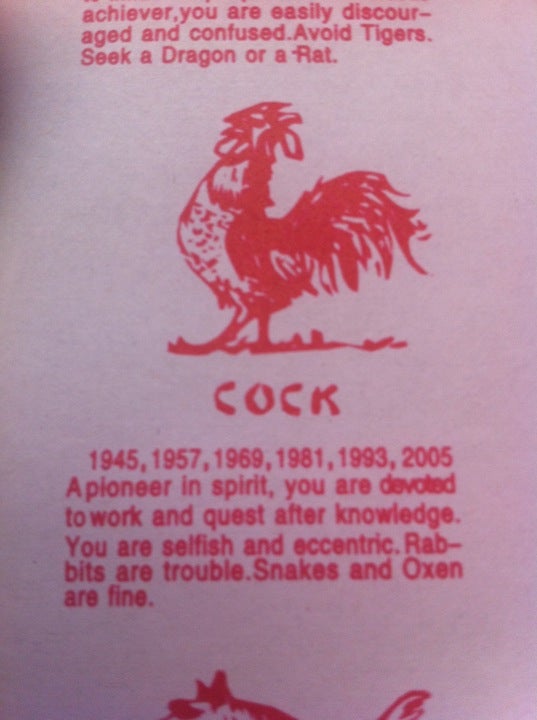 achiever,you are easily discour-
aged and confused.Avoid Tigers.
Seek a Dragon or a Rat.
COCK
1945, 1957, 1969, 1981, 1993, 2005
A pioneer in spirit, you are devoted
to work and quest after knowledge.
You are selfish and eccentric. Rab-
bits are trouble.Snakes and Oxen
are fine.